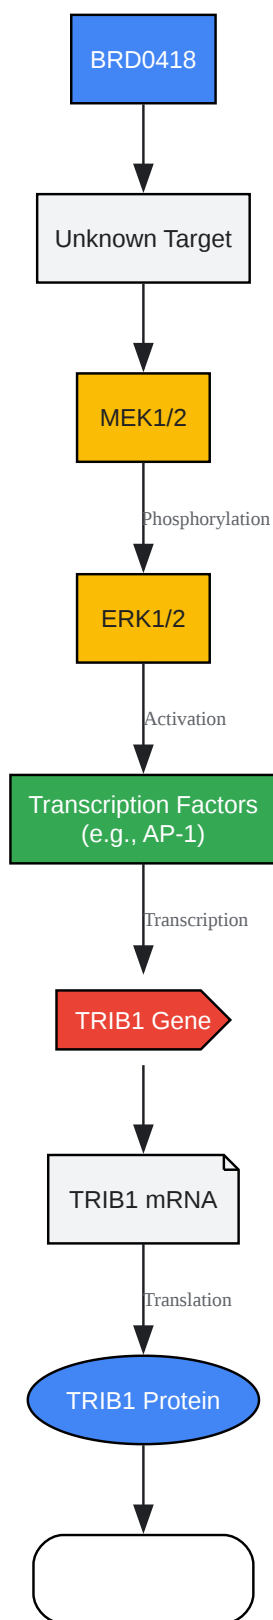 BRD0418
Unknown Target
MEK1/2
Phosphorylation
ERK1/2
Activation
Transcription Factors
(e.g., AP-1)
Transcription
TRIB1 Gene
TRIB1 mRNA
Translation
TRIB1 Protein